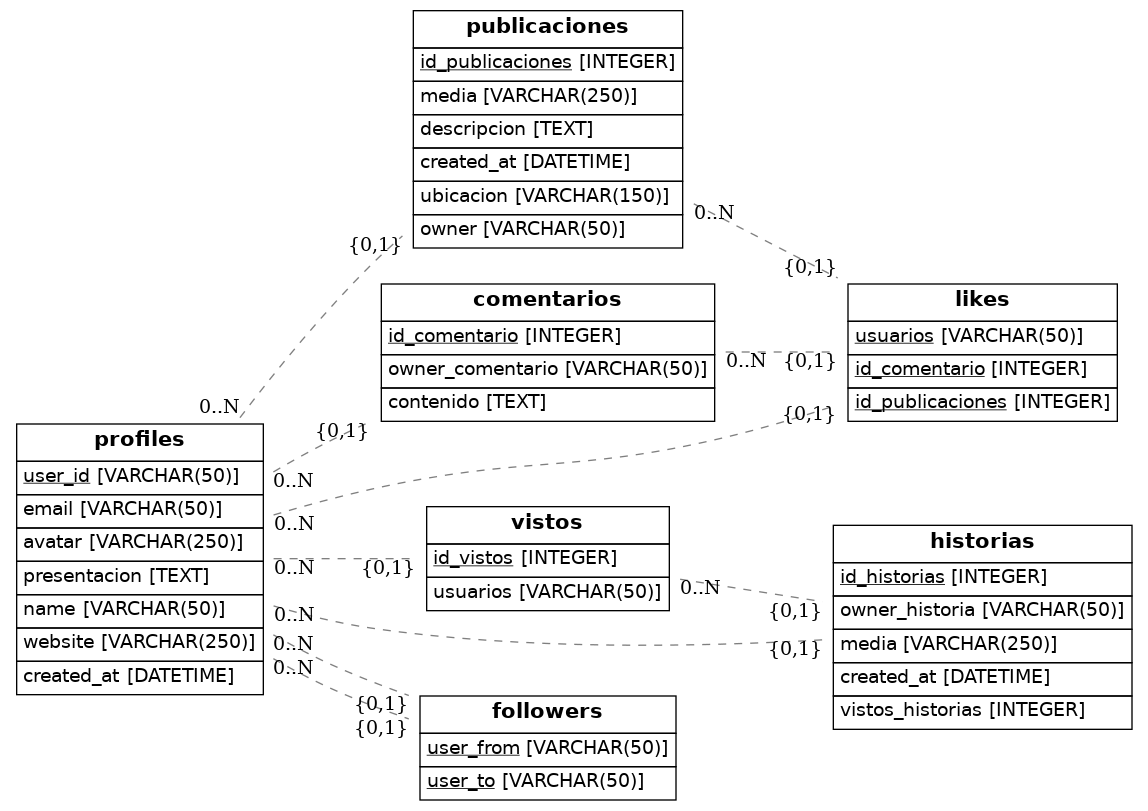 publicaciones
id_publicaciones [INTEGER]
media [VARCHAR(250)]
descripcion [TEXT]
created_at [DATETIME]
ubicacion [VARCHAR(150)]
owner [VARCHAR(50)]
0..N
{0,1}
{0,1}
comentarios
id_comentario [INTEGER]
owner_comentario [VARCHAR(50)]
contenido [TEXT]
likes
usuarios [VARCHAR(50)]
id_comentario [INTEGER]
id_publicaciones [INTEGER]
0..N
{0,1}
0..N
{0,1}
{0,1}
profiles
user_id [VARCHAR(50)]
email [VARCHAR(50)]
avatar [VARCHAR(250)]
presentacion [TEXT]
name [VARCHAR(50)]
website [VARCHAR(250)]
created_at [DATETIME]
0..N
0..N
0..N
{0,1}
0..N
0..N
0..N
vistos
id_vistos [INTEGER]
usuarios [VARCHAR(50)]
0..N
{0,1}
{0,1}
historias
id_historias [INTEGER]
owner_historia [VARCHAR(50)]
media [VARCHAR(250)]
created_at [DATETIME]
vistos_historias [INTEGER]
{0,1}
{0,1}
followers
user_from [VARCHAR(50)]
user_to [VARCHAR(50)]